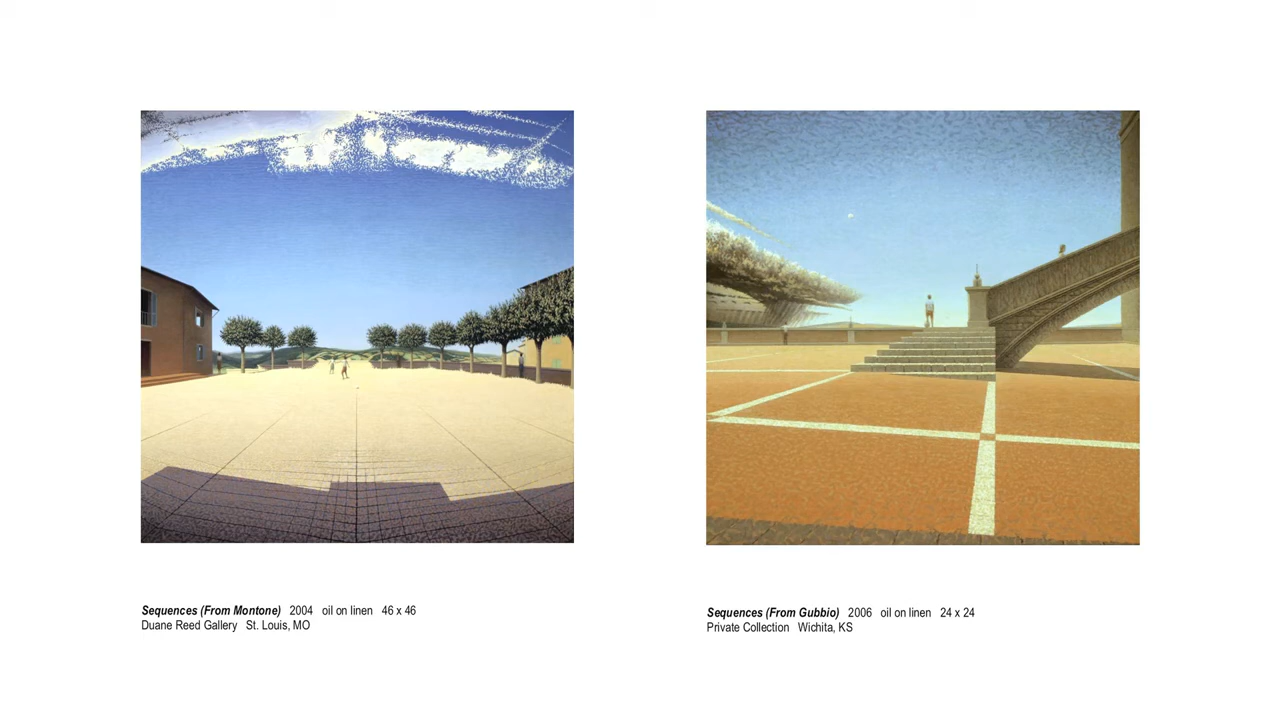 Sequences (From Montone) 2004 oil on linen 46 x 46
Duane Reed Gallery St. Louis, MO
Sequences (From Gubbio) 2006 oil on linen 24 x 24
Private Collection Wichita, KS